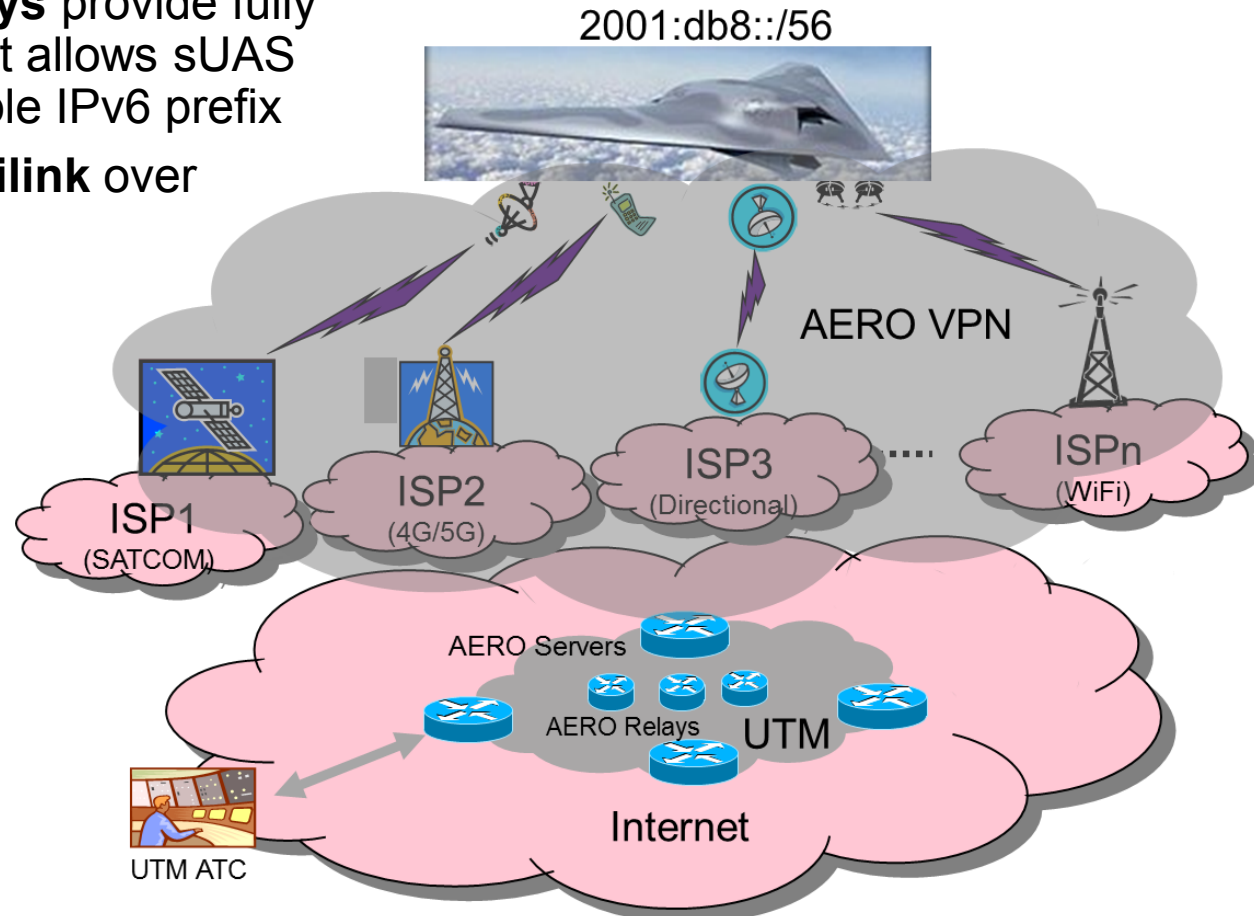 ys provide fully
t allows sUAS
ple IPv6 prefix
ilink over
2001:db8::/56
AERO VPN
ISP1
(SATCOM)
ISP2
(4G/5G)
ISP3
(Directional)
ISPn
(WiFi)
AERO Servers
AERO Relays
UTM
Internet
UTM ATC